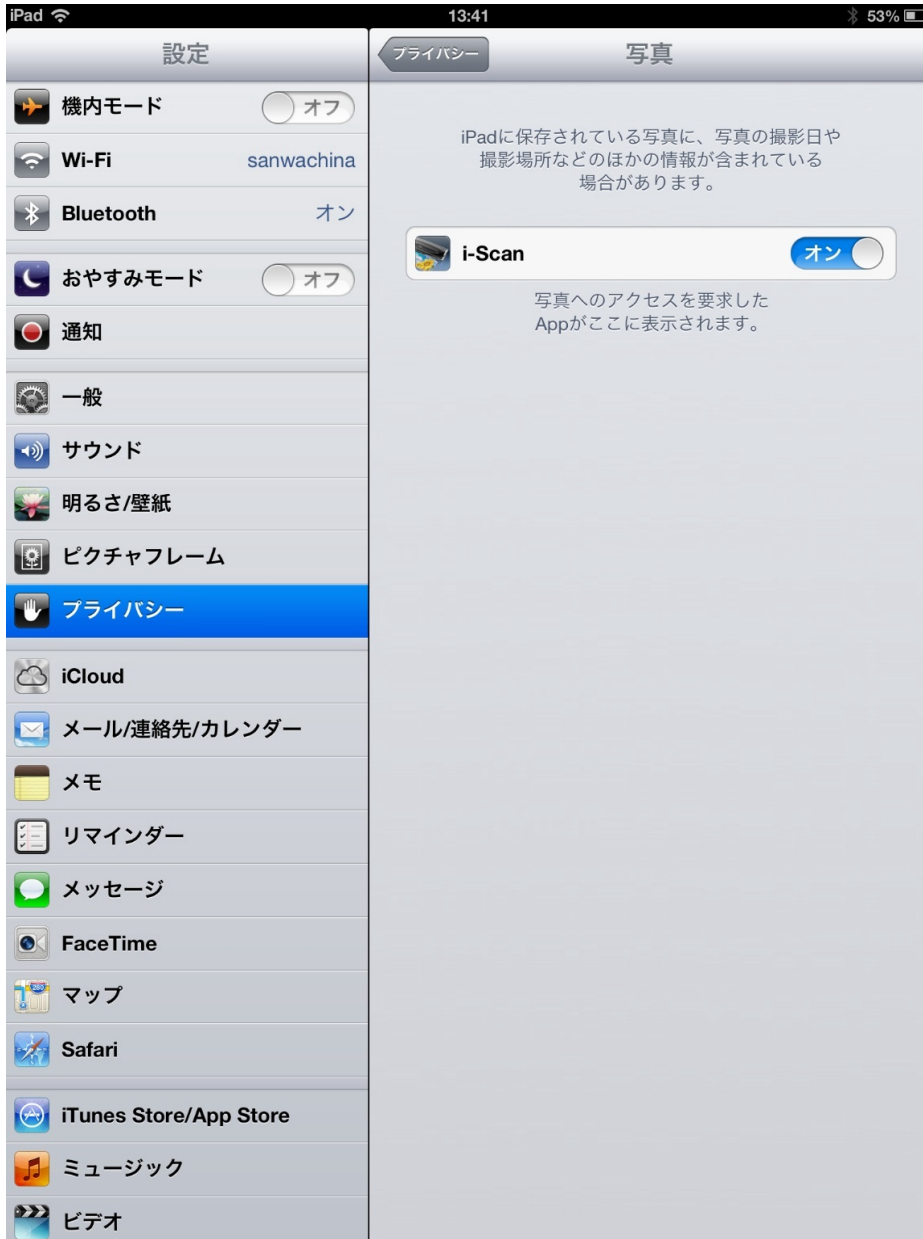 iPad
13:41
53%
設定
機内モード オフ
Wi-Fi sanwachina
Bluetooth オン
おやすみモード オフ
通知
一般
サウンド
明るさ/壁紙
ピクチャフレーム
プライバシー
iCloud
メール/連絡先/カレンダー
メモ
リマインダー
メッセージ
FaceTime
マップ
Safari
iTunes Store/App Store
ミュージック
ビデオ
プライバシー
写真
iPadに保存されている写真に、写真の撮影日や
撮影場所などのほかの情報が含まれている
場合があります。
i-Scan オン
写真へのアクセスを要求した
Appがここに表示されます。